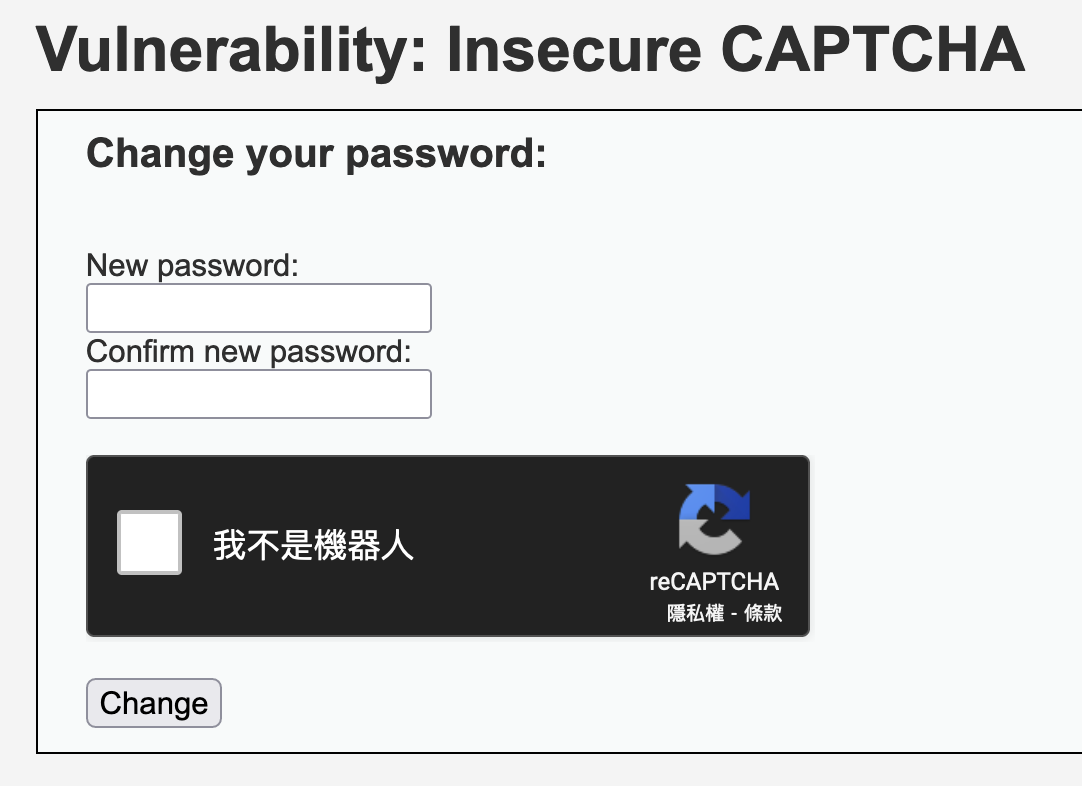 Vulnerability: Insecure CAPTCHA
Change your password:
New password:
Confirm new password:
我不是機器人
reCAPTCHA
隱私權 - 條款
Change